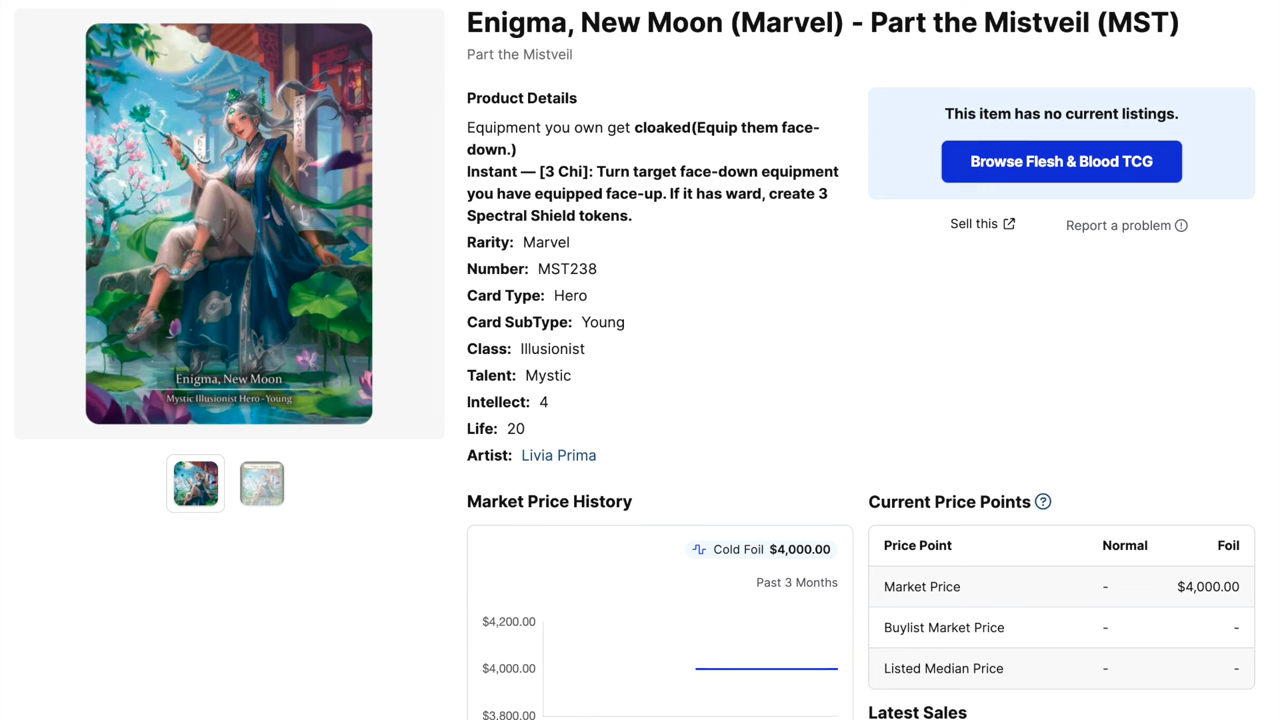 Enigma, New Moon (Marvel) - Part the Mistveil (MST)
Part the Mistveil
Enigma, New Moon
Mystic Illusionist Hero - Young
Product Details
Equipment you own get cloaked(Equip them face-
down.)
Instant — [3 Chi]: Turn target face-down equipment
you have equipped face-up. If it has ward, create 3
Spectral Shield tokens.
Rarity: Marvel
Number: MST238
Card Type: Hero
Card SubType: Young
Class: Illusionist
Talent: Mystic
Intellect: 4
Life: 20
Artist: Livia Prima
This item has no current listings.
Browse Flesh & Blood TCG
Sell this
Report a problem
Market Price History
Cold Foil $4,000.00
Past 3 Months
$4,200.00
$4,000.00
$3,800.00
Current Price Points
Price Point Normal Foil
Market Price - $4,000.00
Buylist Market Price - -
Listed Median Price - -
Latest Sales